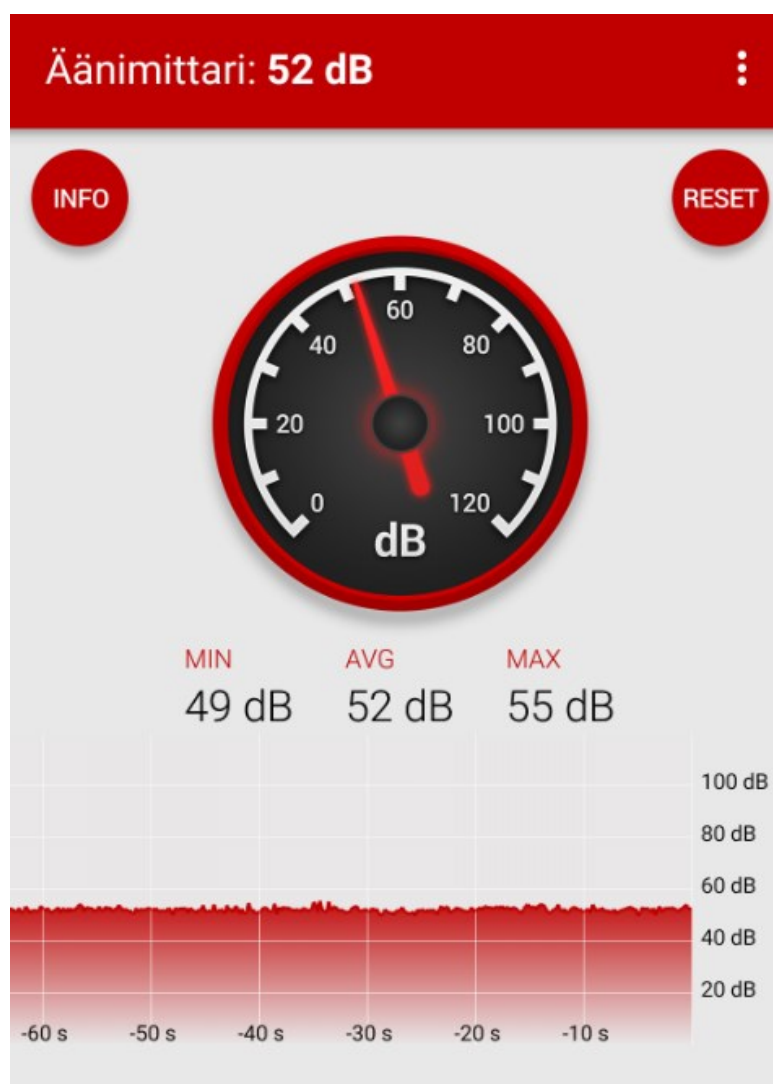 Äänimittari: 52 dB
INFO
RESET
60
40
80
20
100
0
120
dB
MIN AVG MAX
49 dB 52 dB 55 dB
100 dB
80 dB
60 dB
40 dB
20 dB
-60 s -50 s -40 s -30 s -20 s -10 s